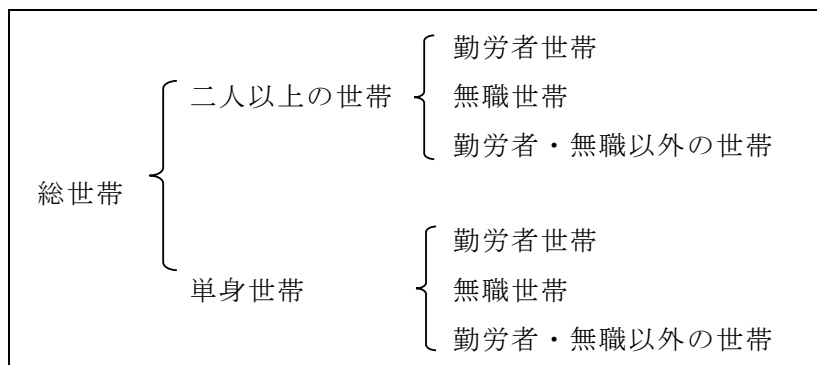 勤労者世帯
二人以上の世帯
無職世帯
勤労者・無職以外の世帯
総世帯
勤労者世帯
単身世帯
無職世帯
勤労者・無職以外の世帯